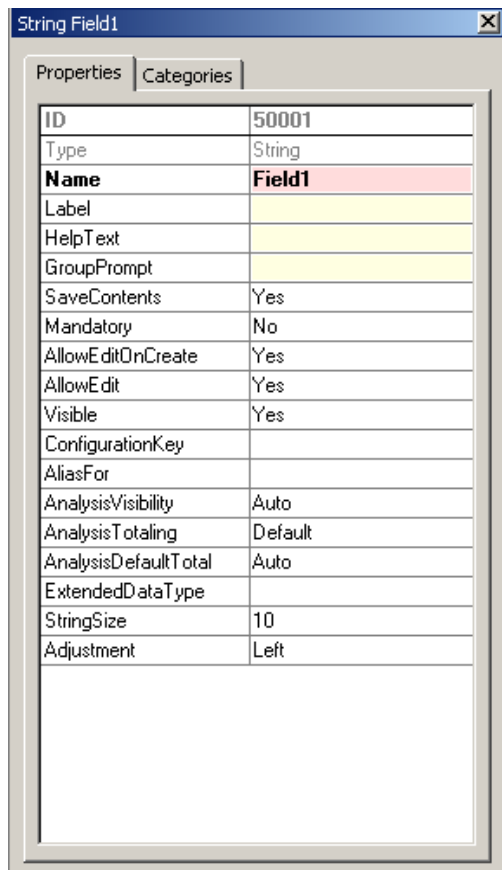 String Field1
Properties Categories
ID 50001
Type String
Name Field1
Label
HelpText
GroupPrompt
SaveContents Yes
Mandatory No
AllowEditOnCreate Yes
AllowEdit Yes
Visible Yes
ConfigurationKey
AliasFor
AnalysisVisibility Auto
AnalysisTotaling Default
AnalysisDefaultTotal Auto
ExtendedDataType
StringSize 10
Adjustment Left